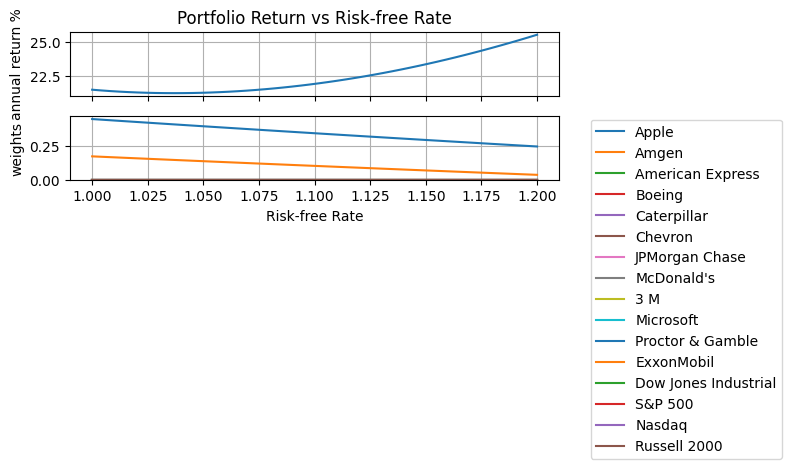 Portfolio Return vs Risk-free Rate
annual return %
25.0
22.5
weights
0.25
0.00
1.000 1.025 1.050 1.075 1.100 1.125 1.150 1.175 1.200
Risk-free Rate
Apple
Amgen
American Express
Boeing
Caterpillar
Chevron
JPMorgan Chase
McDonald's
3 M
Microsoft
Proctor & Gamble
ExxonMobil
Dow Jones Industrial
S&P 500
Nasdaq
Russell 2000